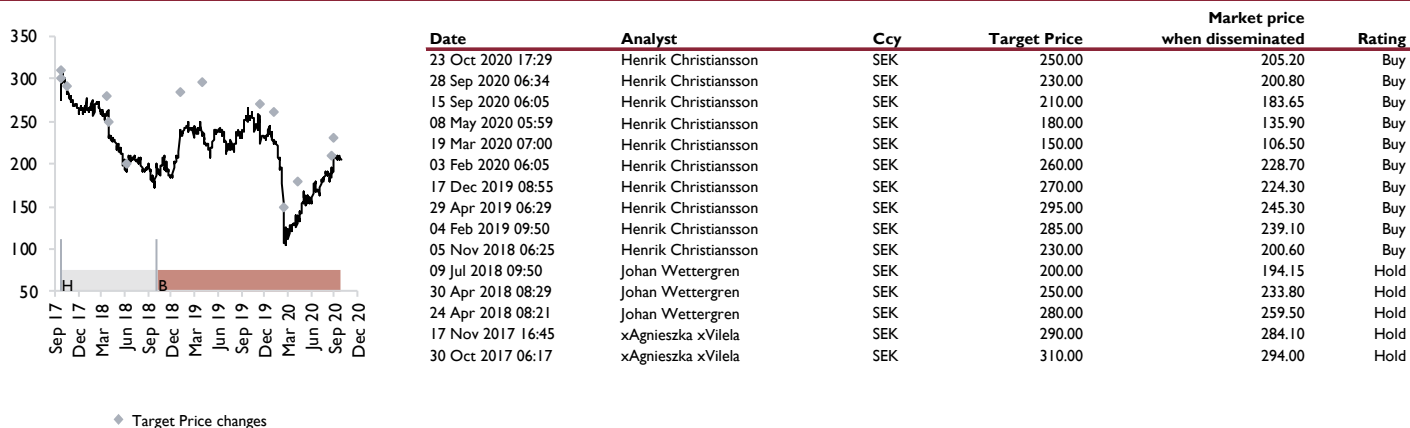 350
300
250
200
150
100
50
H
B
Sep 17
Dec 17
Mar 18
Jun 18
Sep 18
Dec 18
Mar 19
Jun 19
Sep 19
Dec 19
Mar 20
Jun 20
Sep 20
Dec 20
Target Price changes
Market price
Date Analyst Ccy Target Price when disseminated Rating
23 Oct 2020 17:29 Henrik Christiansson SEK 250.00 205.20 Buy
28 Sep 2020 06:34 Henrik Christiansson SEK 230.00 200.80 Buy
15 Sep 2020 06:05 Henrik Christiansson SEK 210.00 183.65 Buy
08 May 2020 05:59 Henrik Christiansson SEK 180.00 135.90 Buy
19 Mar 2020 07:00 Henrik Christiansson SEK 150.00 106.50 Buy
03 Feb 2020 06:05 Henrik Christiansson SEK 260.00 228.70 Buy
17 Dec 2019 08:55 Henrik Christiansson SEK 270.00 224.30 Buy
29 Apr 2019 06:29 Henrik Christiansson SEK 295.00 245.30 Buy
04 Feb 2019 09:50 Henrik Christiansson SEK 285.00 239.10 Buy
05 Nov 2018 06:25 Henrik Christiansson SEK 230.00 200.60 Buy
09 Jul 2018 09:50 Johan Wettergren SEK 200.00 194.15 Hold
30 Apr 2018 08:29 Johan Wettergren SEK 250.00 233.80 Hold
24 Apr 2018 08:21 Johan Wettergren SEK 280.00 259.50 Hold
17 Nov 2017 16:45 xAgnieszka xVilela SEK 290.00 284.10 Hold
30 Oct 2017 06:17 xAgnieszka xVilela SEK 310.00 294.00 Hold